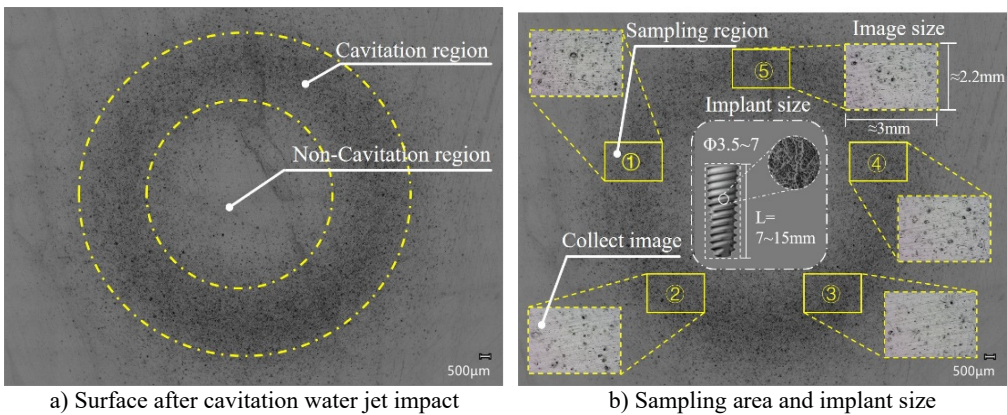 Cavitation region
Non-Cavitation region
500μm
a) Surface after cavitation water jet impact
Sampling region
Image size
⑤
≈2.2mm
≈3mm
Implant size
Φ3.5~7
①
④
L=
7~15mm
Collect image
②
③
500μm
b) Sampling area and implant size